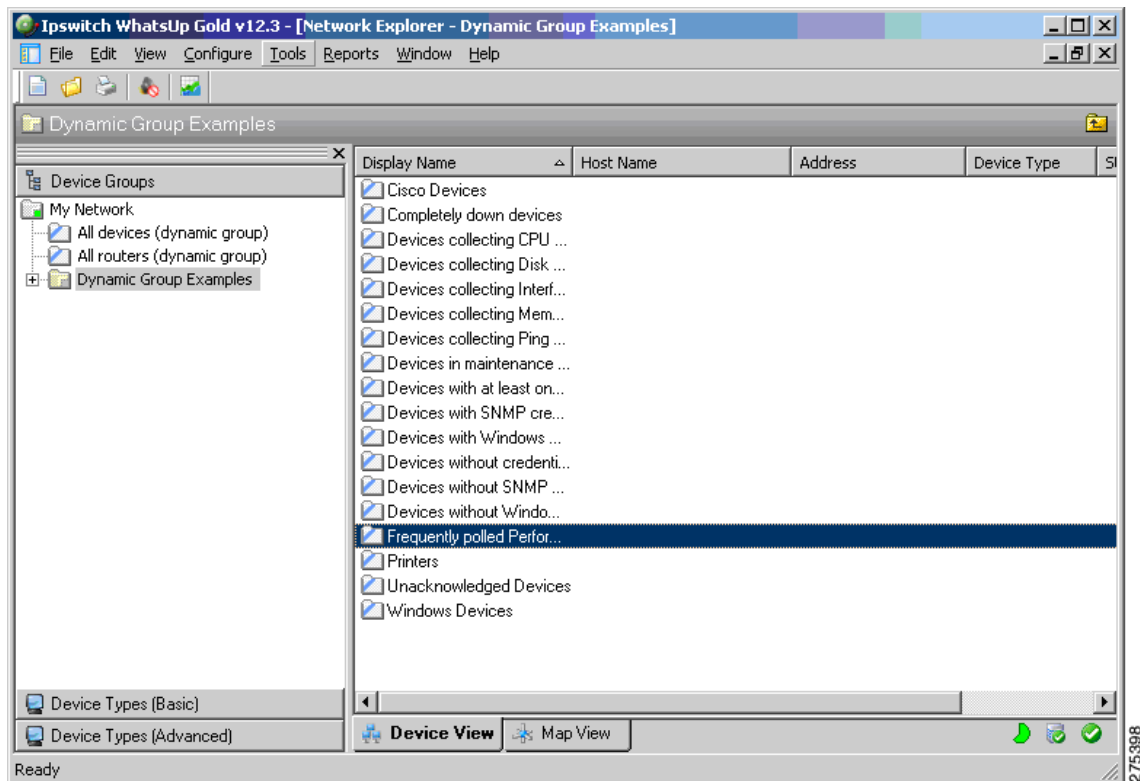 Ipswitch WhatsUp Gold v12.3 - [Network Explorer - Dynamic Group Examples]
File Edit View Configure Tools Reports Window Help
Dynamic Group Examples
Device Groups
My Network
All devices (dynamic group)
All routers (dynamic group)
Dynamic Group Examples
Device Types (Basic)
Device Types (Advanced)
Display Name Host Name Address Device Type
Cisco Devices
Completely down devices
Devices collecting CPU ...
Devices collecting Disk ...
Devices collecting Interf...
Devices collecting Mem...
Devices collecting Ping ...
Devices in maintenance ...
Devices with at least on...
Devices with SNMP cre...
Devices with Windows ...
Devices without credenti...
Devices without SNMP ...
Devices without Windo...
Frequently polled Perfor...
Printers
Unacknowledged Devices
Windows Devices
Device View Map View
Ready
275398